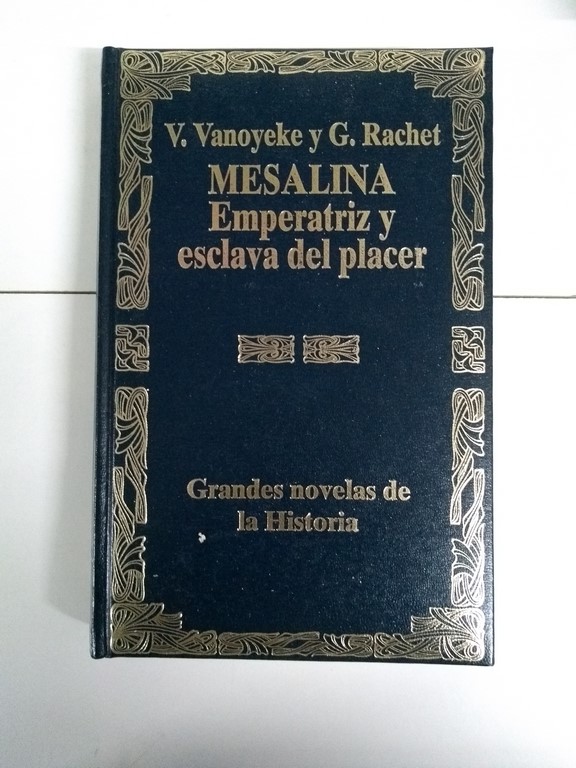 V. Vanoyeke y G. Rachet
MESALINA
Emperatriz y
esclava del placer
Grandes novelas de
la Historia